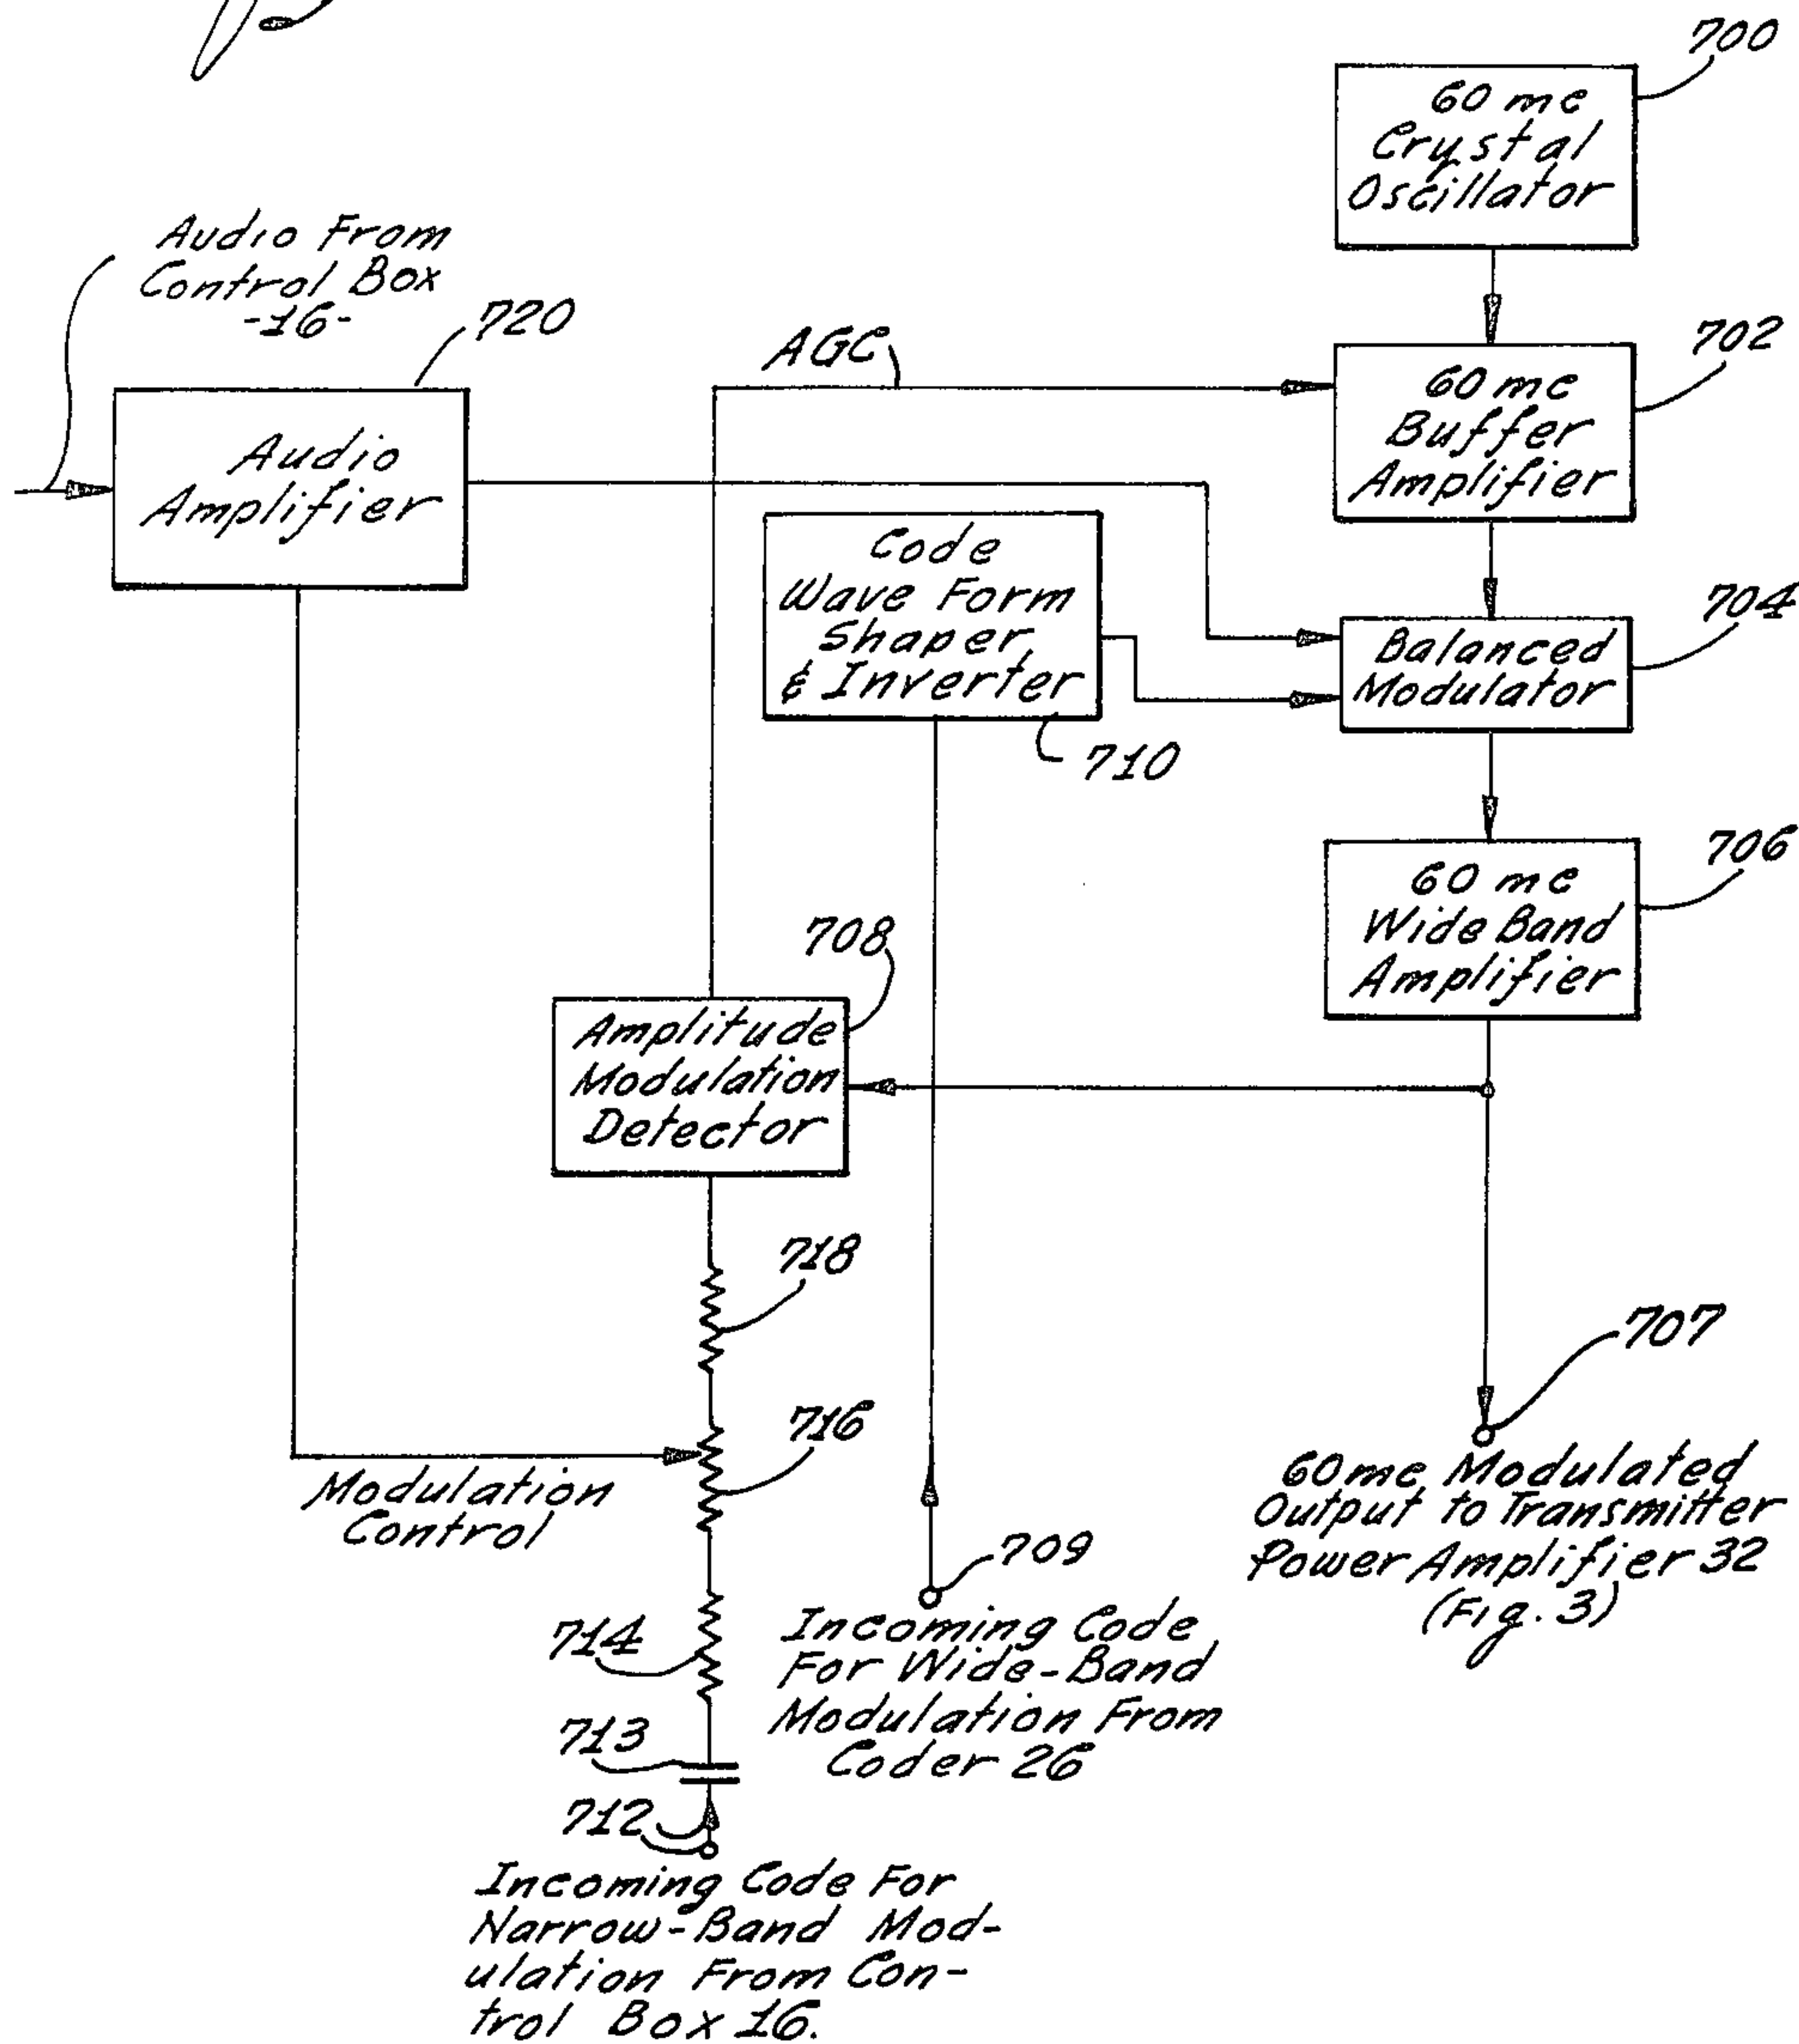 700
60 mc
Crystal
Oscillator
Audio From
Control Box
-16-
720
AGC
702
60 mc
Buffer
Amplifier
Audio
Amplifier
Code
Wave Form
Shaper
& Inverter
710
704
Balanced
Modulator
706
60 mc
Wide Band
Amplifier
708
Amplitude
Modulation
Detector
718
716
Modulation
Control
707
60mc Modulated
Output to Transmitter
Power Amplifier 32
(Fig. 3)
709
Incoming Code
For Wide-Band
Modulation From
Coder 26
714
713
712
Incoming Code For
Narrow-Band Mod-
ulation From Con-
trol Box 16.